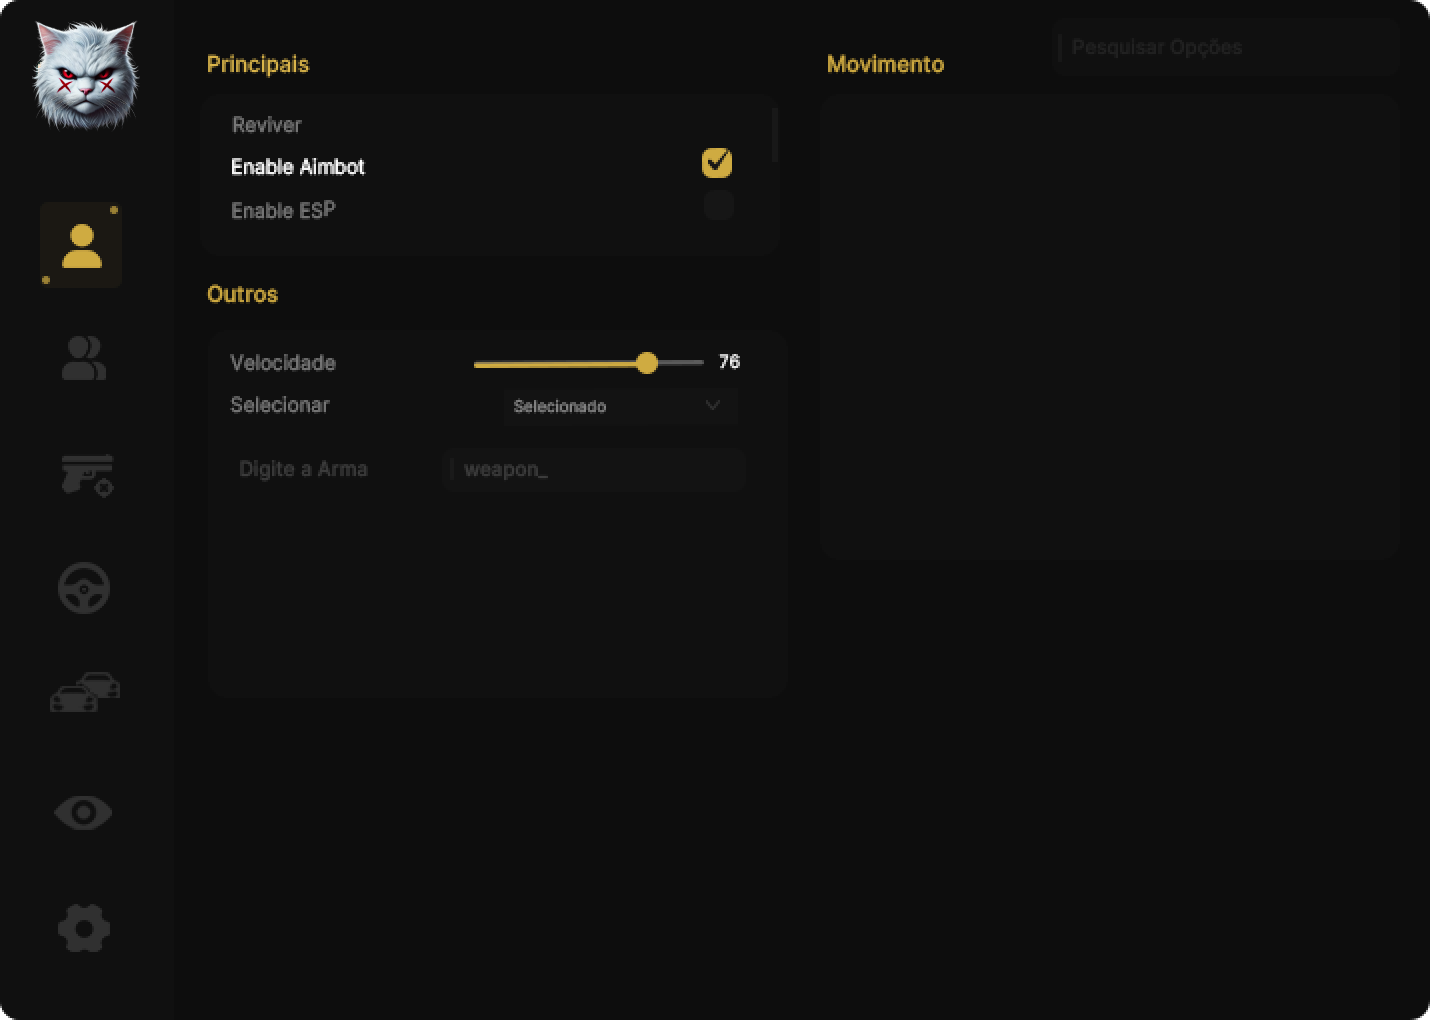 Principais
Reviver
Enable Aimbot
Enable ESP
Outros
Velocidade 76
Selecionar Selecionado
Digite a Arma weapon_
Movimento
Pesquisar Opções